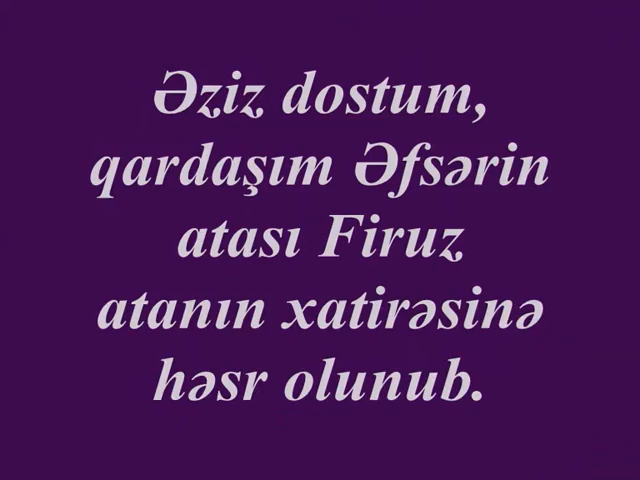 Əziz dostum,
qardaşım Əfsərin
atası Firuz
atanın xatirəsinə
həsr olunub.